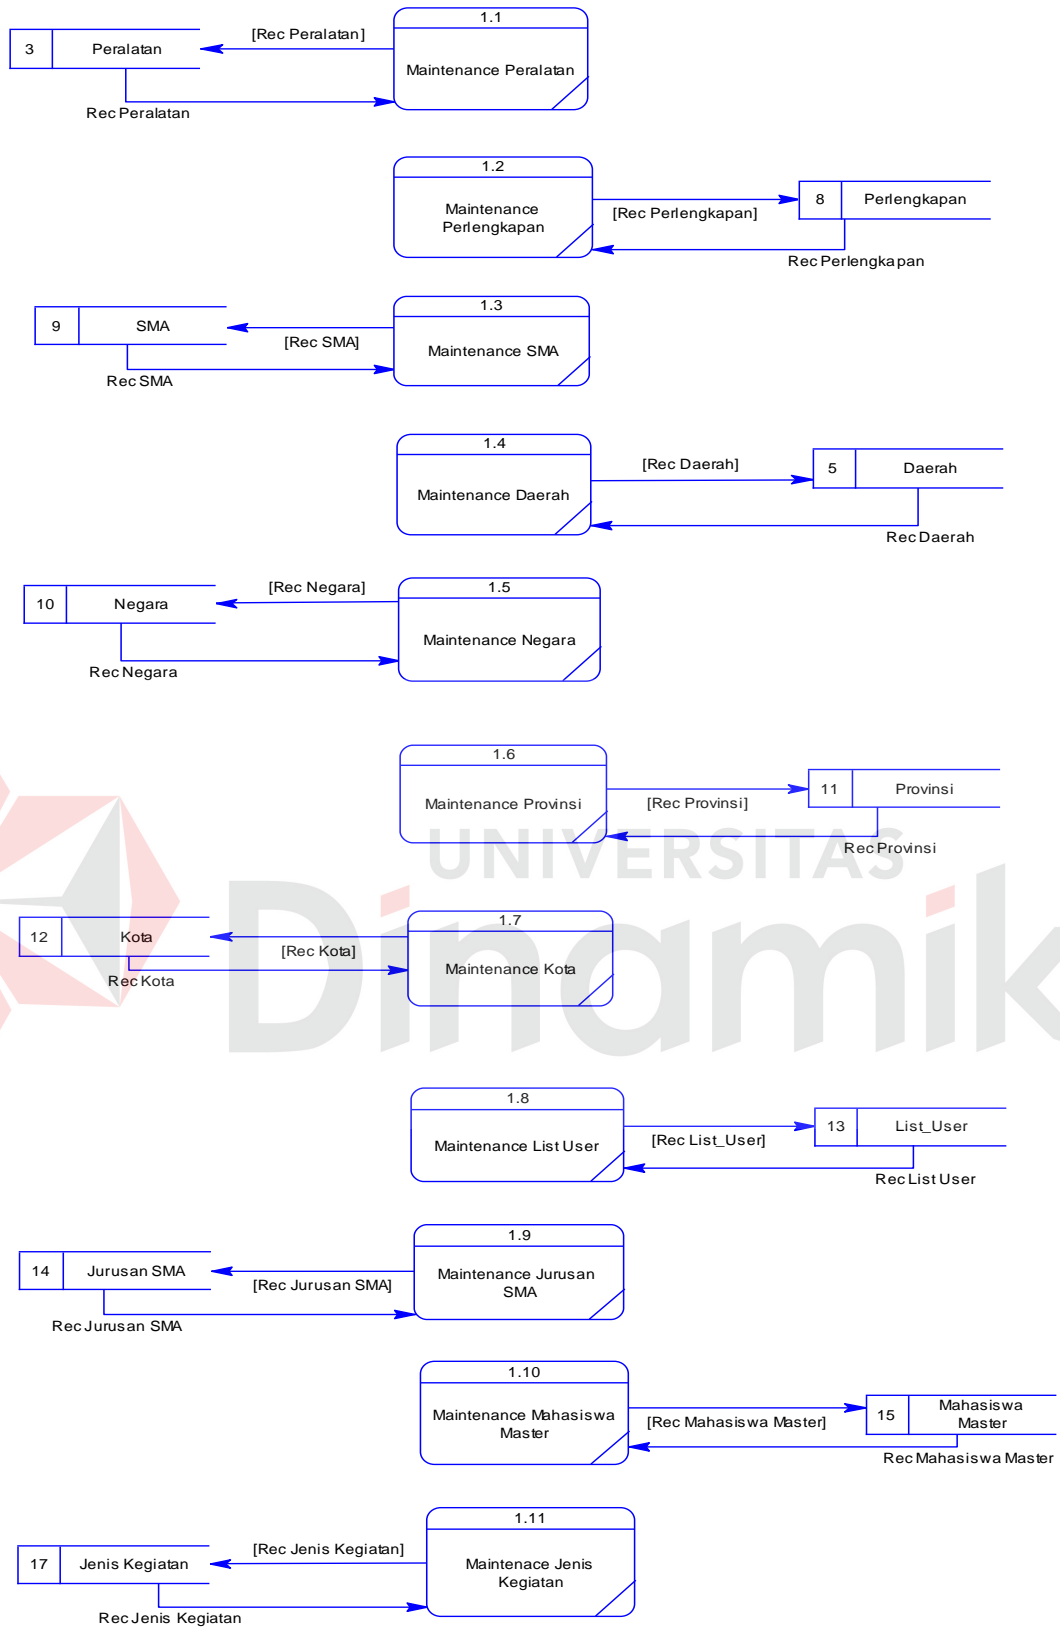 1.1
[Rec Peralatan]
3
Peralatan
Maintenance Peralatan
Rec Peralatan
1.2
Maintenance
Perlengkapan
[Rec Perlengkapan]
8
Perlengkapan
Rec Perlengkapan
1.3
9
SMA
[Rec SMA]
Maintenance SMA
Rec SMA
1.4
Maintenance Daerah
[Rec Daerah]
5
Daerah
Rec Daerah
1.5
[Rec Negara]
10
Negara
Maintenance Negara
Rec Negara
1.6
Maintenance Provinsi
[Rec Provinsi]
11
Provinsi
Rec Provinsi
UNIVERSITAS
Dinamik
1.7
12
Kota
[Rec Kota]
Maintenance Kota
Rec Kota
1.8
Maintenance List User
[Rec List_User]
13
List_User
Rec List User
1.9
14
Jurusan SMA
[Rec Jurusan SMA]
Maintenance Jurusan
SMA
Rec Jurusan SMA
1.10
Maintenance Mahasiswa
Master
[Rec Mahasiswa Master]
15
Mahasiswa
Master
Rec Mahasiswa Master
1.11
[Rec Jenis Kegiatan]
17
Jenis Kegiatan
Maintenace Jenis
Kegiatan
Rec Jenis Kegiatan